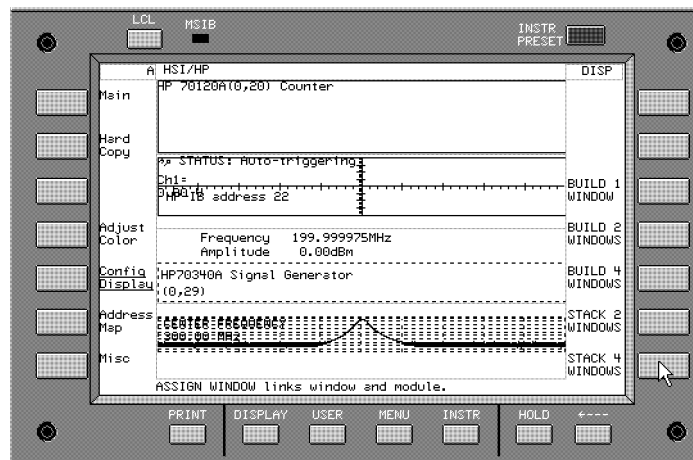 LCL
MSIB
INSTR
PRESET
A HSI/HP
DISP
Main
HP 70120A(0,20) Counter
Hard
Copy
STATUS: Auto-triggering
Ch1=
HP-IB address 22
BUILD 1
WINDOW
Adjust
Color
Frequency 199.999975MHz
Amplitude 0.00dBm
BUILD 2
WINDOWS
Config
Display
HP70340A Signal Generator
(0,29)
BUILD 4
WINDOWS
Address
Map
CENTER FREQUENCY
300.00 MHz
STACK 2
WINDOWS
Misc
STACK 4
WINDOWS
ASSIGN WINDOW links window and module.
PRINT DISPLAY USER MENU INSTR HOLD ←---